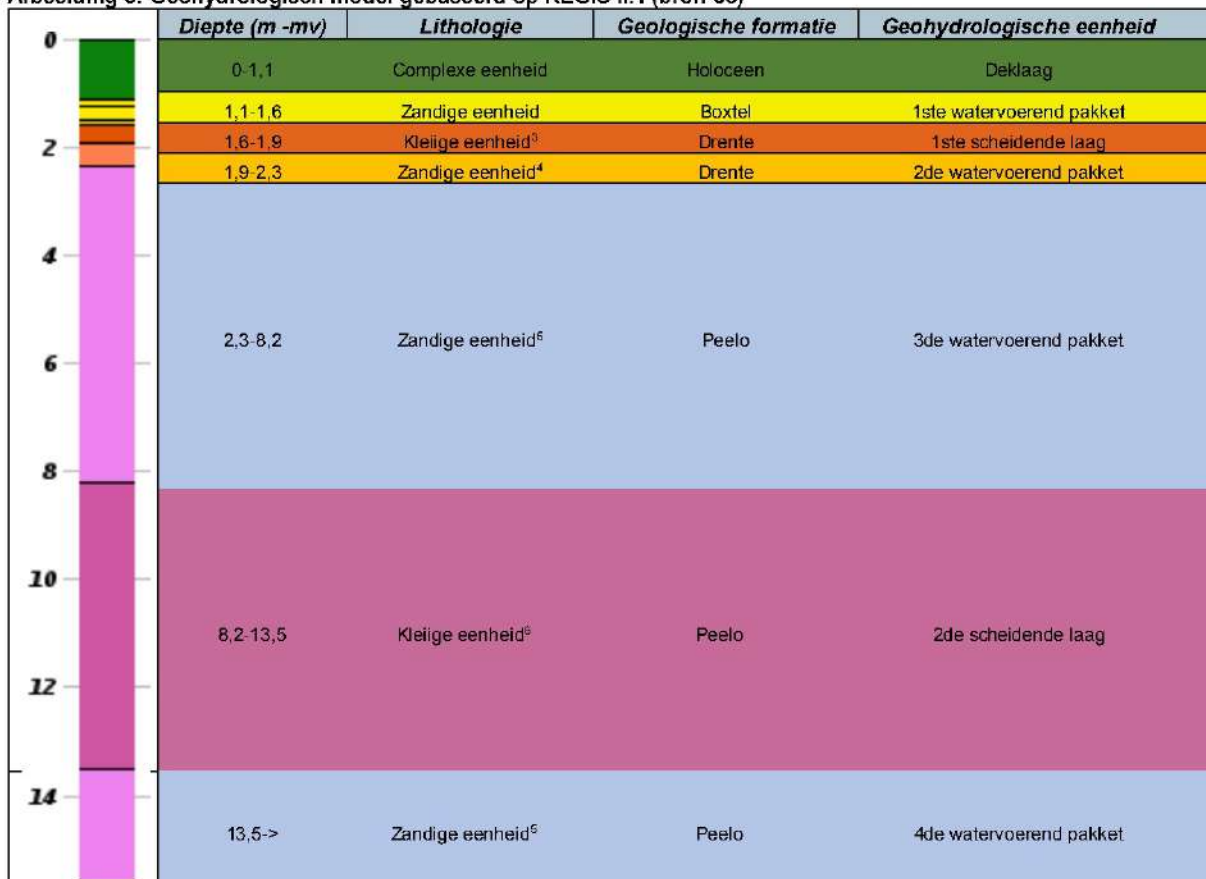 Diepte (m -mv) Lithologie Geologische formatie Geohydrologische eenheid
0
0-1,1 Complexe eenheid Holoceen Deklaag
1,1-1,6 Zandige eenheid Boxtel 1ste watervoerend pakket
2 1,6-1,9 Kleiige eenheid³ Drente 1ste scheidende laag
1,9-2,3 Zandige eenheid⁴ Drente 2de watervoerend pakket
4
2,3-8,2 Zandige eenheid⁵ Peelo 3de watervoerend pakket
6
8
10
8,2-13,5 Kleiige eenheid⁶ Peelo 2de scheidende laag
12
14
13,5-> Zandige eenheid⁵ Peelo 4de watervoerend pakket